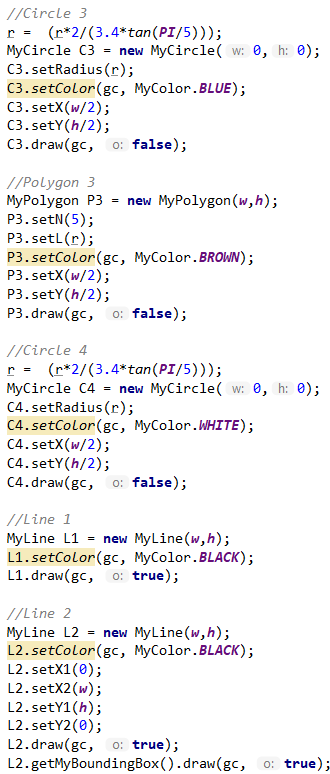 //Circle 3
r =  (r*2/(3.4*tan(PI/5)));
MyCircle C3 = new MyCircle( w: 0, h: 0);
C3.setRadius(r);
C3.setColor(gc, MyColor.BLUE);
C3.setX(w/2);
C3.setY(h/2);
C3.draw(gc, o: false);

//Polygon 3
MyPolygon P3 = new MyPolygon(w,h);
P3.setN(5);
P3.setL(r);
P3.setColor(gc, MyColor.BROWN);
P3.setX(w/2);
P3.setY(h/2);
P3.draw(gc, o: false);

//Circle 4
r =  (r*2/(3.4*tan(PI/5)));
MyCircle C4 = new MyCircle( w: 0, h: 0);
C4.setRadius(r);
C4.setColor(gc, MyColor.WHITE);
C4.setX(w/2);
C4.setY(h/2);
C4.draw(gc, o: false);

//Line 1
MyLine L1 = new MyLine(w,h);
L1.setColor(gc, MyColor.BLACK);
L1.draw(gc, o: true);

//Line 2
MyLine L2 = new MyLine(w,h);
L2.setColor(gc, MyColor.BLACK);
L2.setX1(0);
L2.setX2(w);
L2.setY1(h);
L2.setY2(0);
L2.draw(gc, o: true);
L2.getMyBoundingBox().draw(gc, o: true);